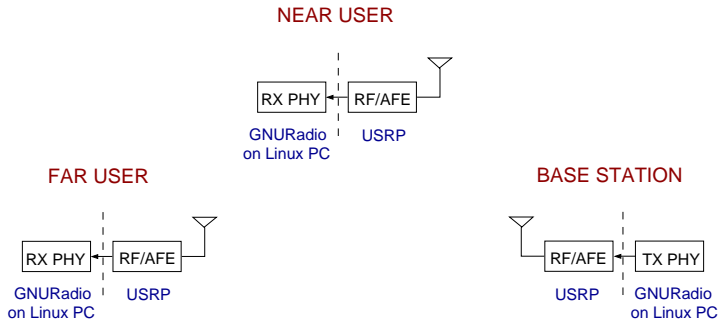 NEAR USER
RX PHY
RF/AFE
GNURadio
on Linux PC
USRP
FAR USER
RX PHY
RF/AFE
GNURadio
on Linux PC
USRP
BASE STATION
RF/AFE
TX PHY
USRP
GNURadio
on Linux PC